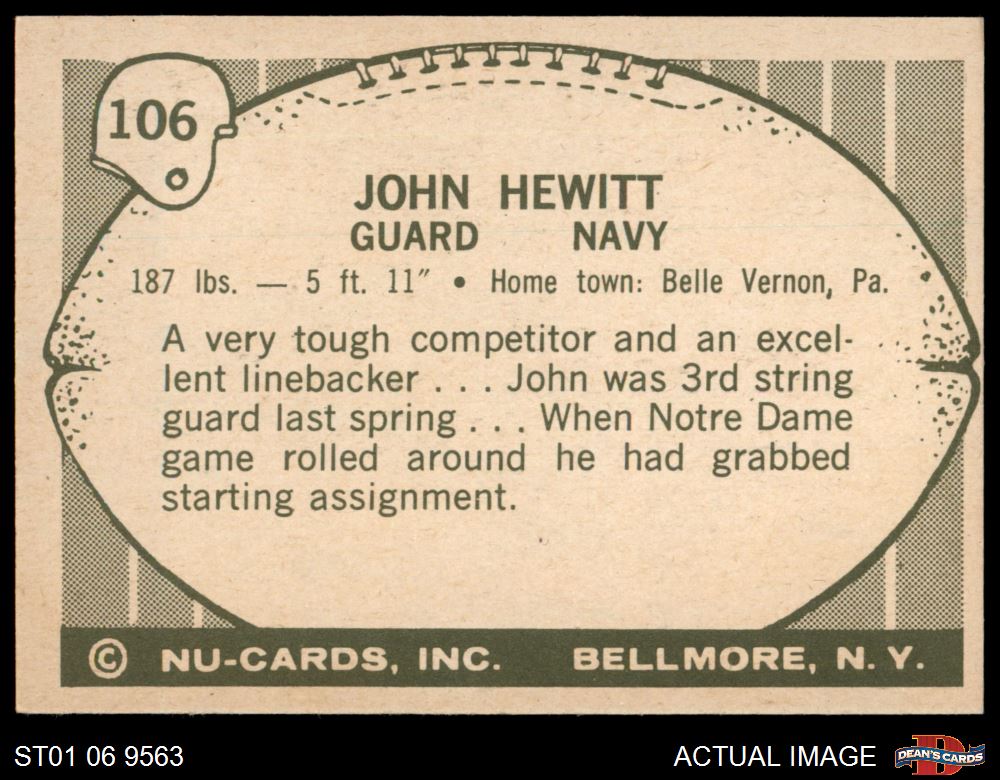 106
JOHN HEWITT
GUARD NAVY
187 lbs. — 5 ft. 11″ • Home town: Belle Vernon, Pa.
A very tough competitor and an excel-
lent linebacker . . . John was 3rd string
guard last spring . . . When Notre Dame
game rolled around he had grabbed
starting assignment.
© NU-CARDS, INC. BELLMORE, N. Y.
ST01 06 9563
ACTUAL IMAGE
D
DEAN'S CARDS